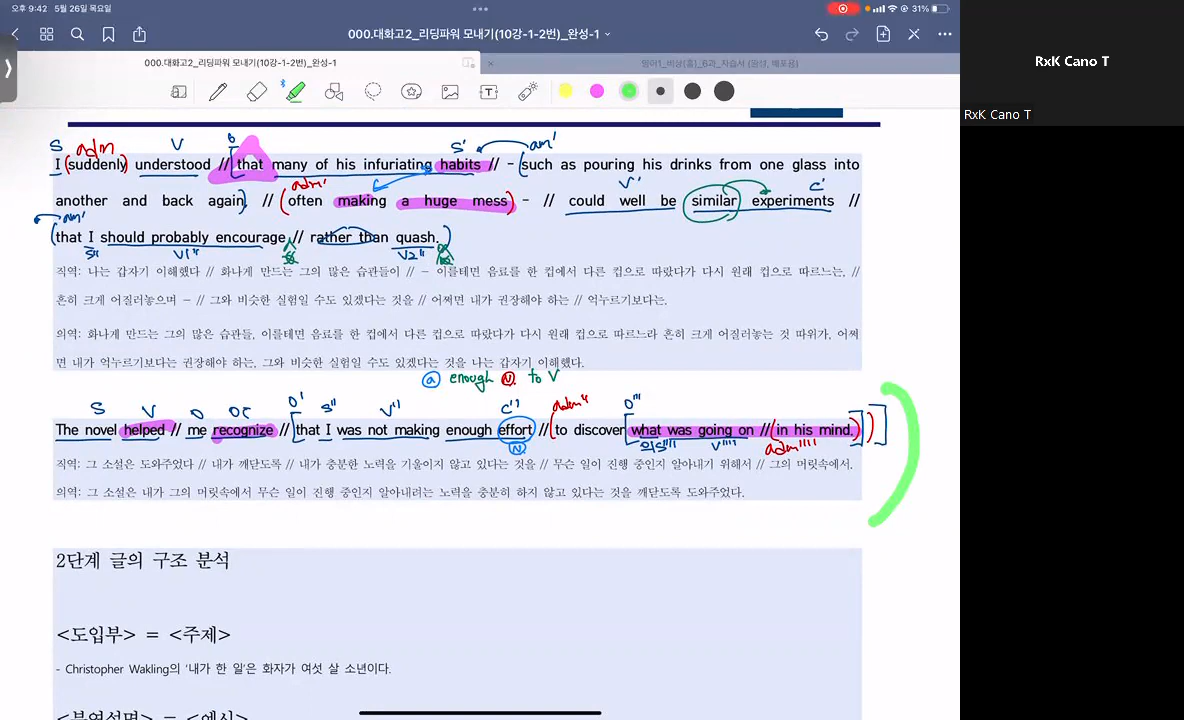 오후 9:42 5월 26일 목요일
31%
000.대화고2_리딩파워 모내기(10강-1-2번)_완성-1
000.대화고2_리딩파워 모내기(10강-1-2번)_완성-1
영어1_비상(홍)_6과_자습서 (완성, 배포용)
RxK Cano T
RxK Cano T
S adm V o S' am'
I (suddenly) understood // [that many of his infuriating habits // - (such as pouring his drinks from one glass into
adm' V' C'
another and back again), // (often making a huge mess) - // could well be similar experiments //
am'
(that I should probably encourage // rather than quash.)
S" V1" V2"
직역: 나는 갑자기 이해했다 // 화나게 만드는 그의 많은 습관들이 // - 이를테면 음료를 한 컵에서 다른 컵으로 따랐다가 다시 원래 컵으로 따르느는, //
흔히 크게 어질러놓으며 - // 그와 비슷한 실험일 수도 있겠다는 것을 // 어쩌면 내가 권장해야 하는 // 억누르기보다는.
의역: 화나게 만드는 그의 많은 습관들, 이를테면 음료를 한 컵에서 다른 컵으로 따랐다가 다시 원래 컵으로 따르느라 흔히 크게 어질러놓는 것 따위가, 어쩌
면 내가 억누르기보다는 권장해야 하는, 그와 비슷한 실험일 수도 있겠다는 것을 나는 갑자기 이해했다.
a enough N to V
S V O OC O' S" V" C" adm" O'''
The novel helped // me recognize // [that I was not making enough effort // (to discover [what was going on // (in his mind.)])]
N 의S'''' V'''' adm''''
직역: 그 소설은 도와주었다 // 내가 깨닫도록 // 내가 충분한 노력을 기울이지 않고 있다는 것을 // 무슨 일이 진행 중인지 알아내기 위해서 // 그의 머릿속에서.
의역: 그 소설은 내가 그의 머릿속에서 무슨 일이 진행 중인지 알아내려는 노력을 충분히 하지 않고 있다는 것을 깨닫도록 도와주었다.
2단계 글의 구조 분석
<도입부> = <주제>
- Christopher Wakling의 '내가 한 일'은 화자가 여섯 살 소년이다.
<부연설명> = <예시>